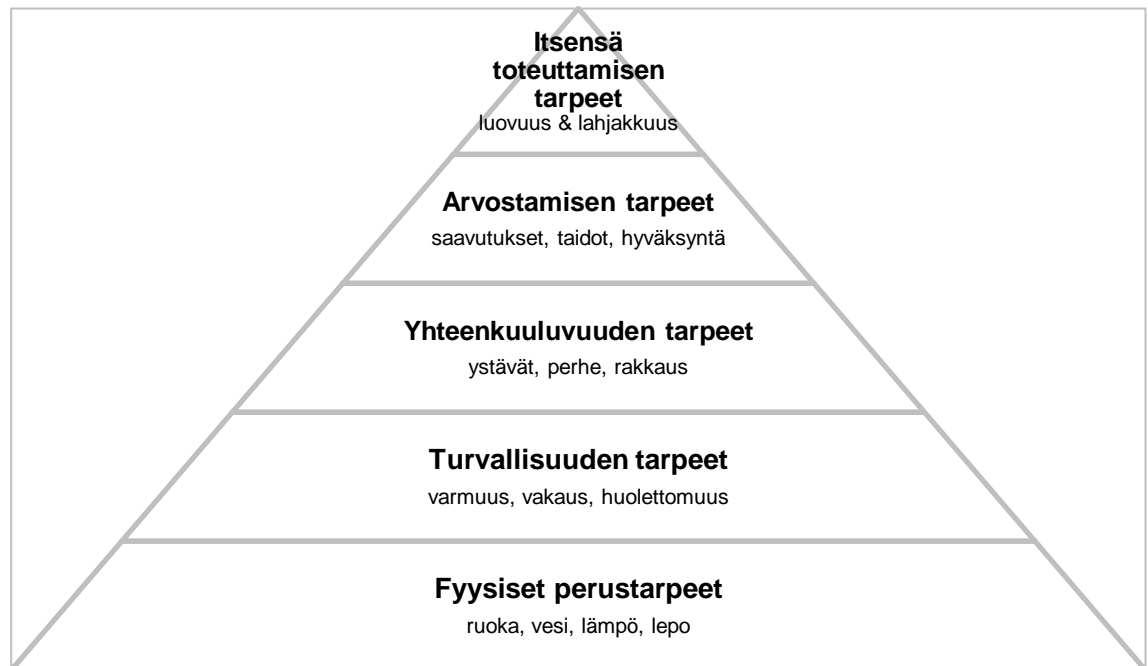 Itsensä
toteuttamisen
tarpeet
luovuus & lahjakkuus
Arvostamisen tarpeet
saavutukset, taidot, hyväksyntä
Yhteenkuuluvuuden tarpeet
ystävät, perhe, rakkaus
Turvallisuuden tarpeet
varmuus, vakaus, huolettomuus
Fyysiset perustarpeet
ruoka, vesi, lämpö, lepo